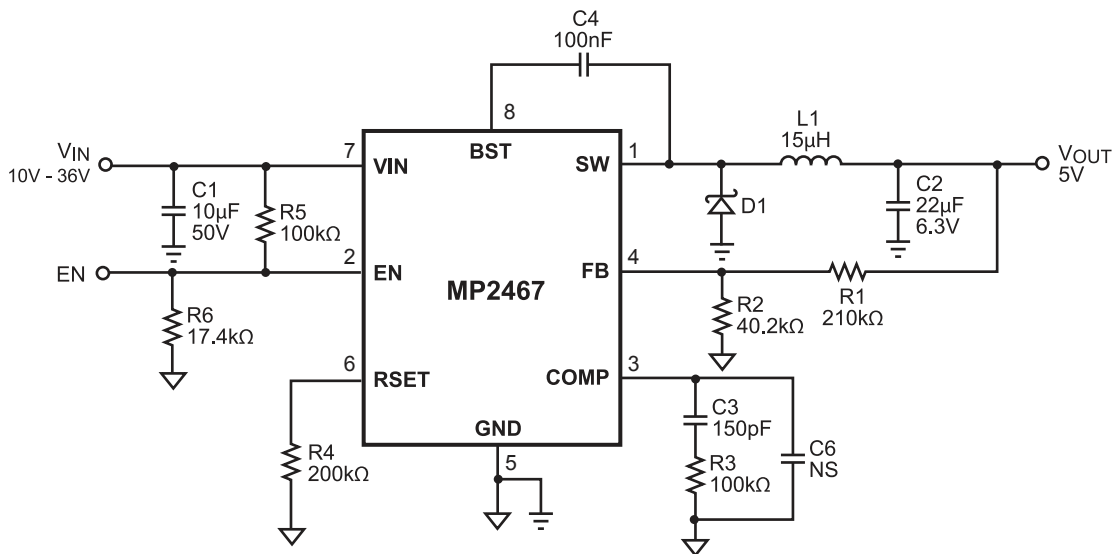 C4
100nF
8
BST
VIN
10V - 36V
7
VIN
C1
10µF
50V
R5
100kΩ
EN
2
EN
R6
17.4kΩ
6
RSET
R4
200kΩ
MP2467
GND
5
SW
1
L1
15µH
VOUT
5V
D1
C2
22µF
6.3V
FB
4
R2
40.2kΩ
R1
210kΩ
COMP
3
C3
150pF
R3
100kΩ
C6
NS